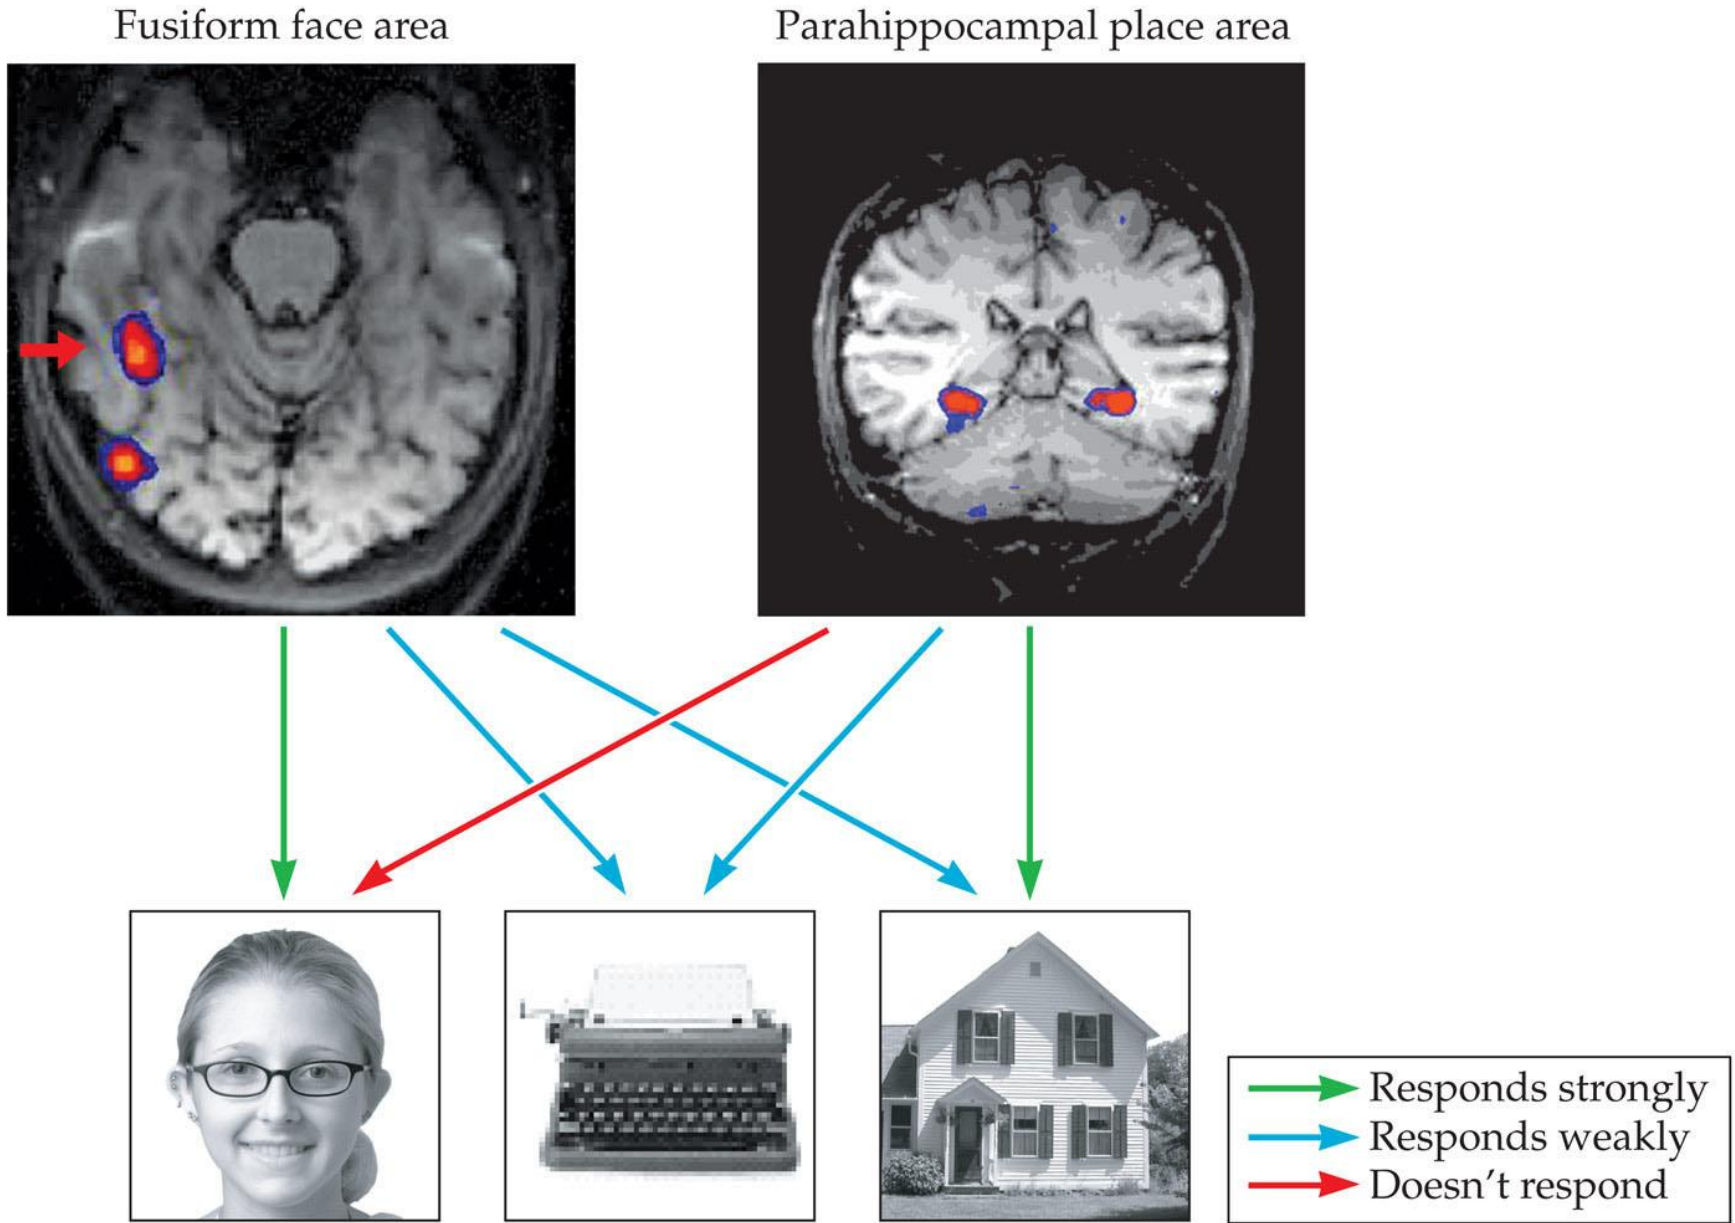 Fusiform face area
Parahippocampal place area
Responds strongly
Responds weakly
Doesn't respond